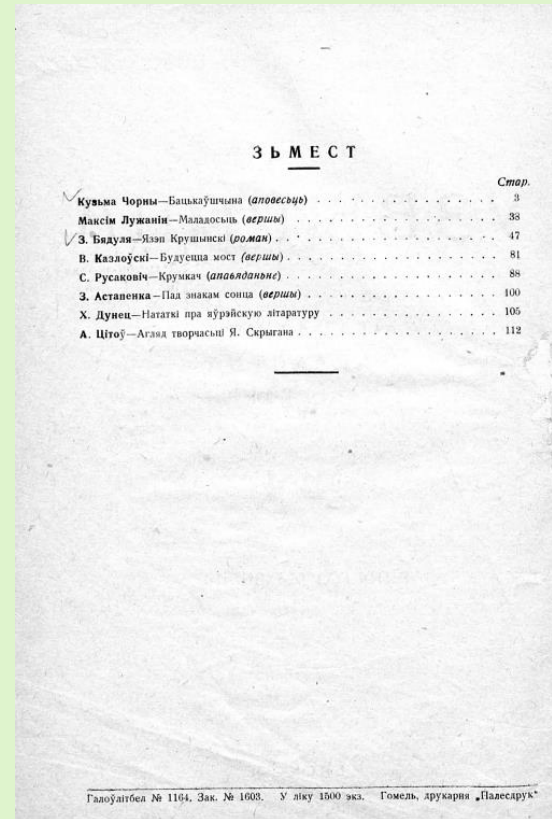 ЗЬМЕСТ
Стар.
Кузьма Чорны—Бацькаўшчына (аповесьць) . . . . . . . . . . . . . . . . . . 3
Максім Лужанін—Маладосьць (вершы) . . . . . . . . . . . . . . . . . . . . 38
З. Бядуля—Язэп Крушынскі (роман) . . . . . . . . . . . . . . . . . . . . . 47
В. Казлоўскі—Будуецца мост (вершы) . . . . . . . . . . . . . . . . . . . . 81
С. Русаковіч—Крумкач (апавяданьне) . . . . . . . . . . . . . . . . . . . . 88
З. Астапенка—Пад знакам сонца (вершы) . . . . . . . . . . . . . . . . . . 100
Х. Дунец—Нататкі пра яўрэйскую літаратуру . . . . . . . . . . . . . . . . 105
А. Цітоў—Агляд творчасьці Я. Скрыгана . . . . . . . . . . . . . . . . . . 112
Галоўлітбел № 1164. Зак. № 1603. У ліку 1500 экз. Гомель, друкарня „Палесдрук“